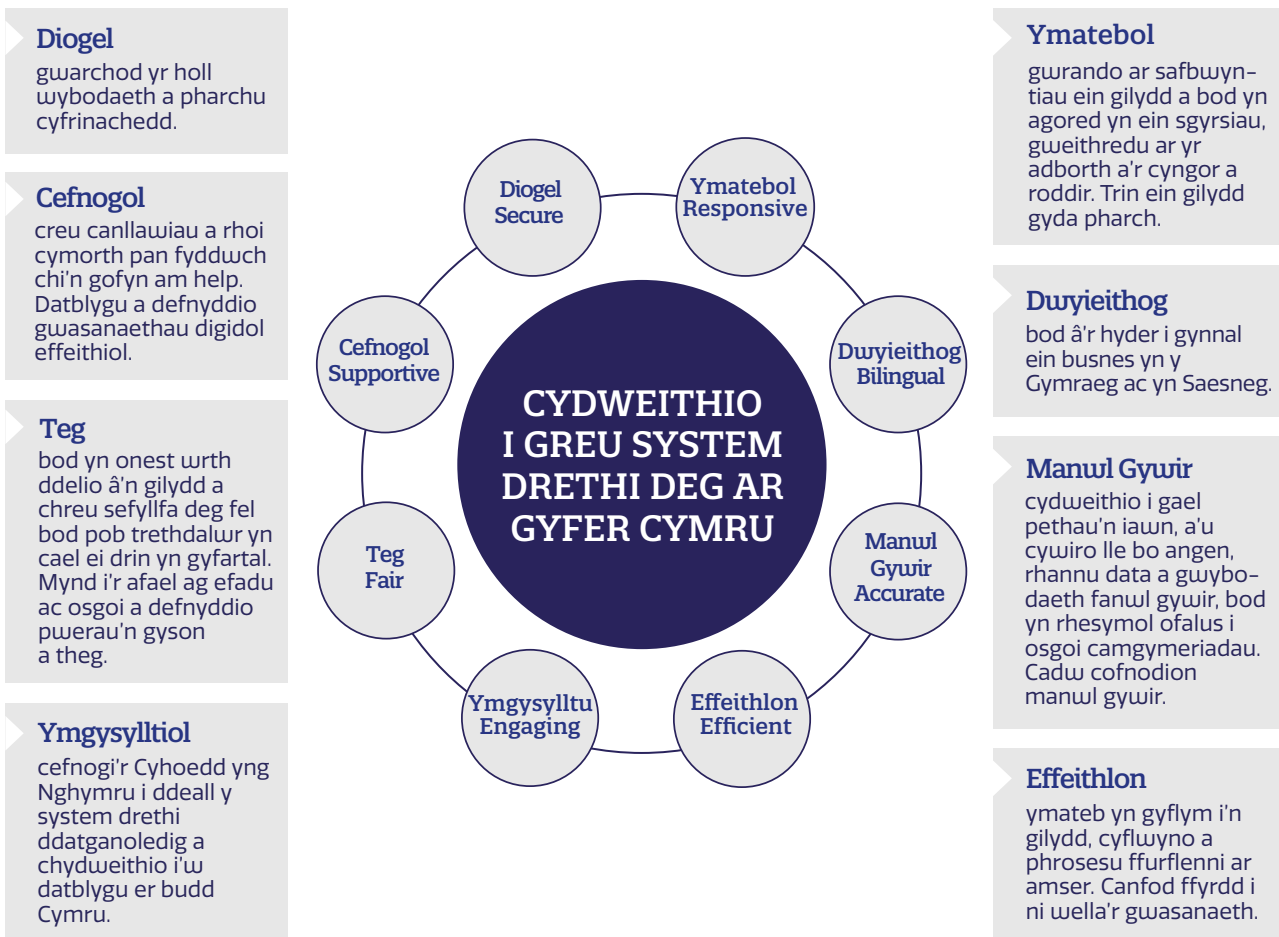 Diogel
gwarchod yr holl
wybodaeth a pharchu
cyfrinachedd.
Cefnogol
creu canllawiau a rhoi
cymorth pan fyddwch
chi'n gofyn am help.
Datblygu a defnyddio
gwasanaethau digidol
effeithiol.
Teg
bod yn onest wrth
ddelio â'n gilydd a
chreu sefyllfa deg fel
bod pob trethdalwr yn
cael ei drin yn gyfartal.
Mynd i'r afael ag efadu
ac osgoi a defnyddio
pwerau'n gyson
a theg.
Ymgysylltiol
cefnogi'r Cyhoedd yng
Nghymru i ddeall y
system drethi
ddatganoledig a
chydweithio i'w
datblygu er budd
Cymru.
Diogel
Secure
Ymatebol
Responsive
Cefnogol
Supportive
Dwyieithog
Bilingual
CYDWEITHIO
I GREU SYSTEM
DRETHI DEG AR
GYFER CYMRU
Teg
Fair
Manwl
Gywir
Accurate
Ymgysylltu
Engaging
Effeithlon
Efficient
Ymatebol
gwrando ar safbwyn-
tiau ein gilydd a bod yn
agored yn ein sgyrsiau,
gweithredu ar yr
adborth a'r cyngor a
roddir. Trin ein gilydd
gyda pharch.
Dwyieithog
bod â'r hyder i gynnal
ein busnes yn y
Gymraeg ac yn Saesneg.
Manwl Gywir
cydweithio i gael
pethau'n iawn, a'u
cywiro lle bo angen,
rhannu data a gwybo-
daeth fanwl gywir, bod
yn rhesymol ofalus i
osgoi camgymeriadau.
Cadw cofnodion
manwl gywir.
Effeithlon
ymateb yn gyflym i'n
gilydd, cyflwyno a
phrosesu ffurflenni ar
amser. Canfod ffyrdd i
ni wella'r gwasanaeth.